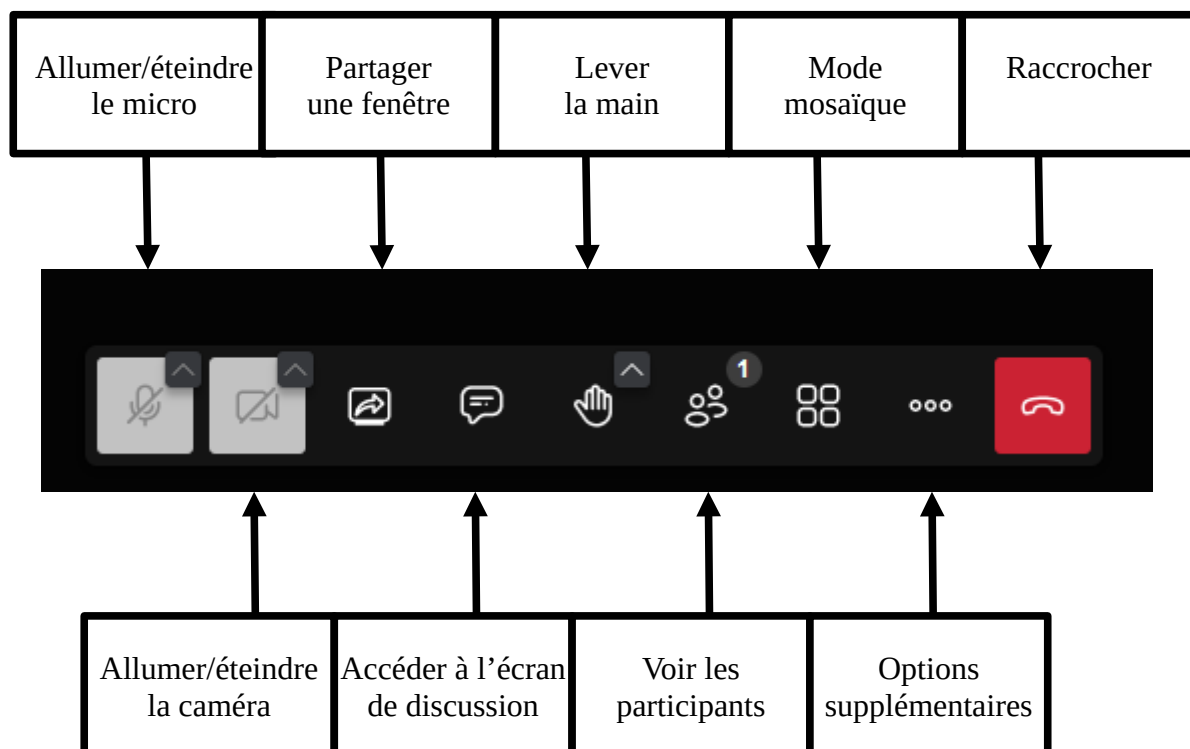 Allumer/éteindre
le micro
Partager
une fenêtre
Lever
la main
Mode
mosaïque
Raccrocher
1
Allumer/éteindre
la caméra
Accéder à l’écran
de discussion
Voir les
participants
Options
supplémentaires